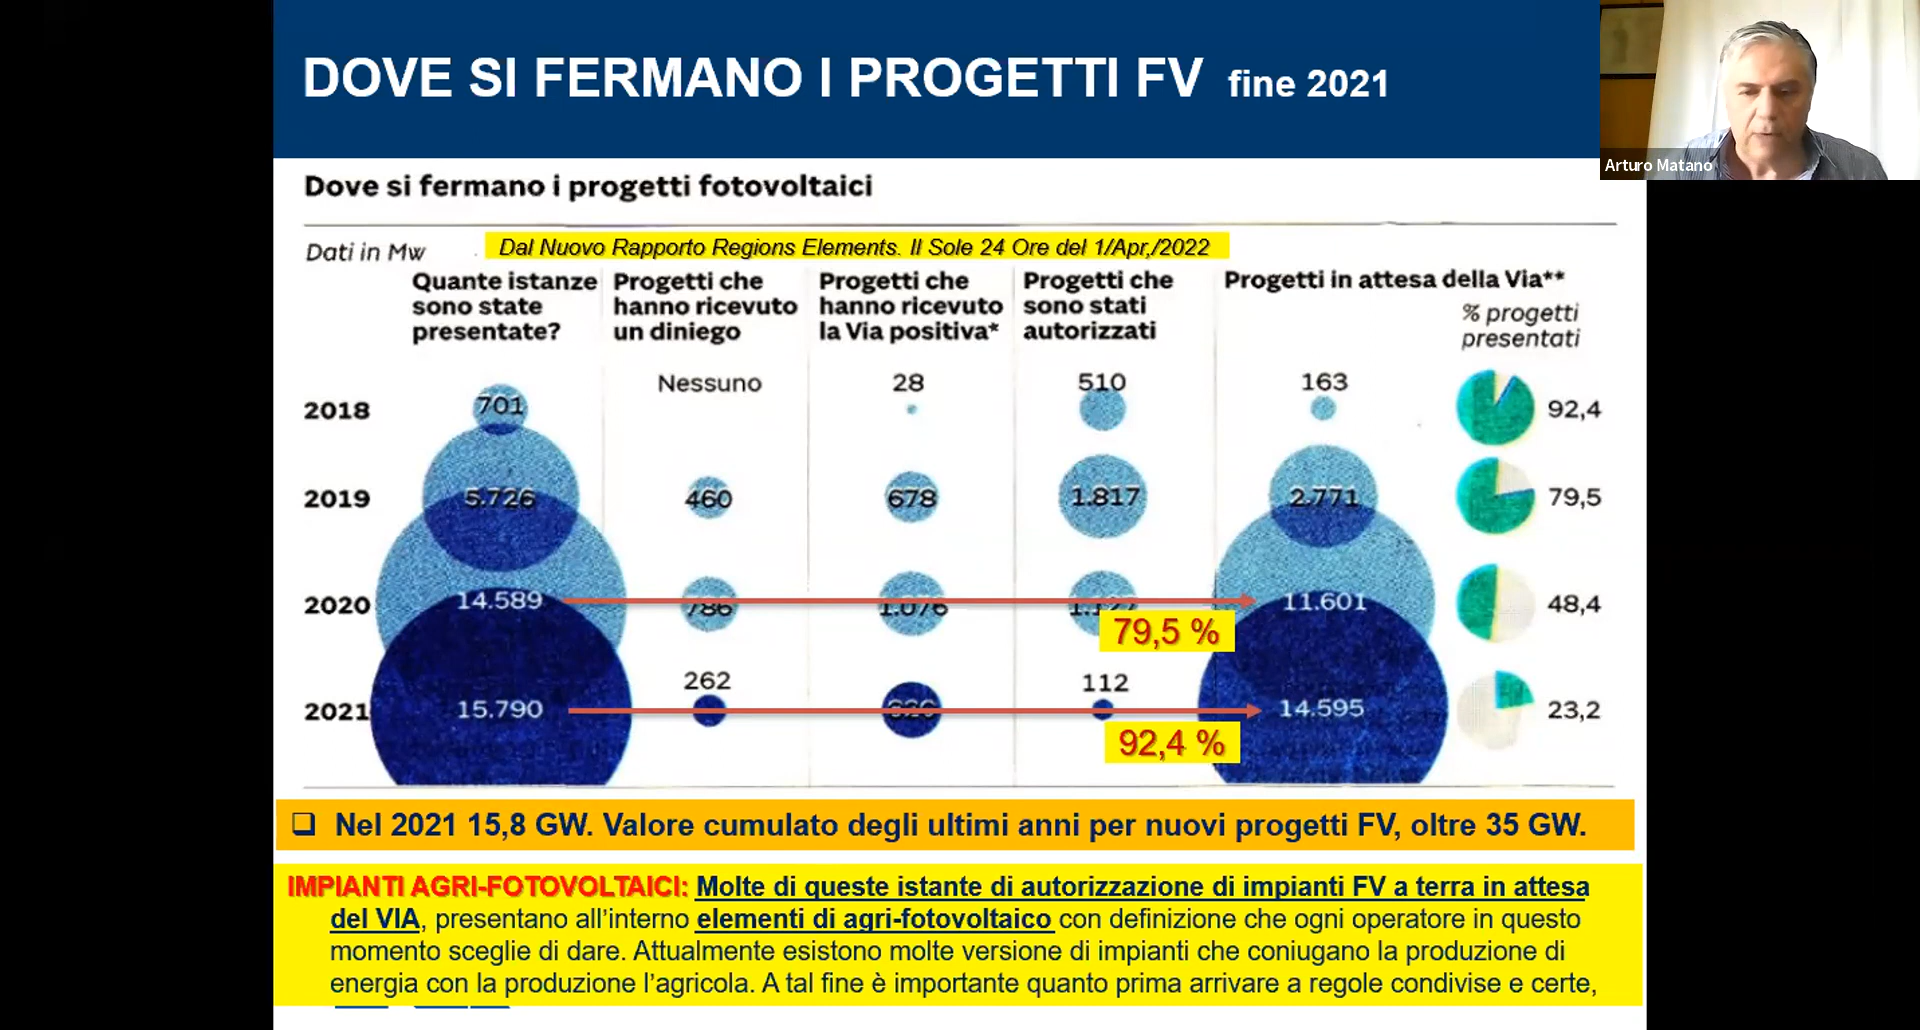 DOVE SI FERMANO I PROGETTI FV fine 2021
Arturo Matano
Dove si fermano i progetti fotovoltaici
Dati in Mw
Dal Nuovo Rapporto Regions Elements. Il Sole 24 Ore del 1/Apr,/2022
Quante istanze
sono state
presentate?
Progetti che
hanno ricevuto
un diniego
Progetti che
hanno ricevuto
la Via positiva*
Progetti che
sono stati
autorizzati
Progetti in attesa della Via**
% progetti
presentati
2018 701 Nessuno 28 510 163 92,4
2019 5.726 460 678 1.817 2.771 79,5
2020 14.589 786 1.076 11.601 48,4
79,5 %
2021 15.790 262 112 14.595 23,2
92,4 %
❑ Nel 2021 15,8 GW. Valore cumulato degli ultimi anni per nuovi progetti FV, oltre 35 GW.
IMPIANTI AGRI-FOTOVOLTAICI: Molte di queste istante di autorizzazione di impianti FV a terra in attesa
del VIA, presentano all'interno elementi di agri-fotovoltaico con definizione che ogni operatore in questo
momento sceglie di dare. Attualmente esistono molte versione di impianti che coniugano la produzione di
energia con la produzione l'agricola. A tal fine è importante quanto prima arrivare a regole condivise e certe,